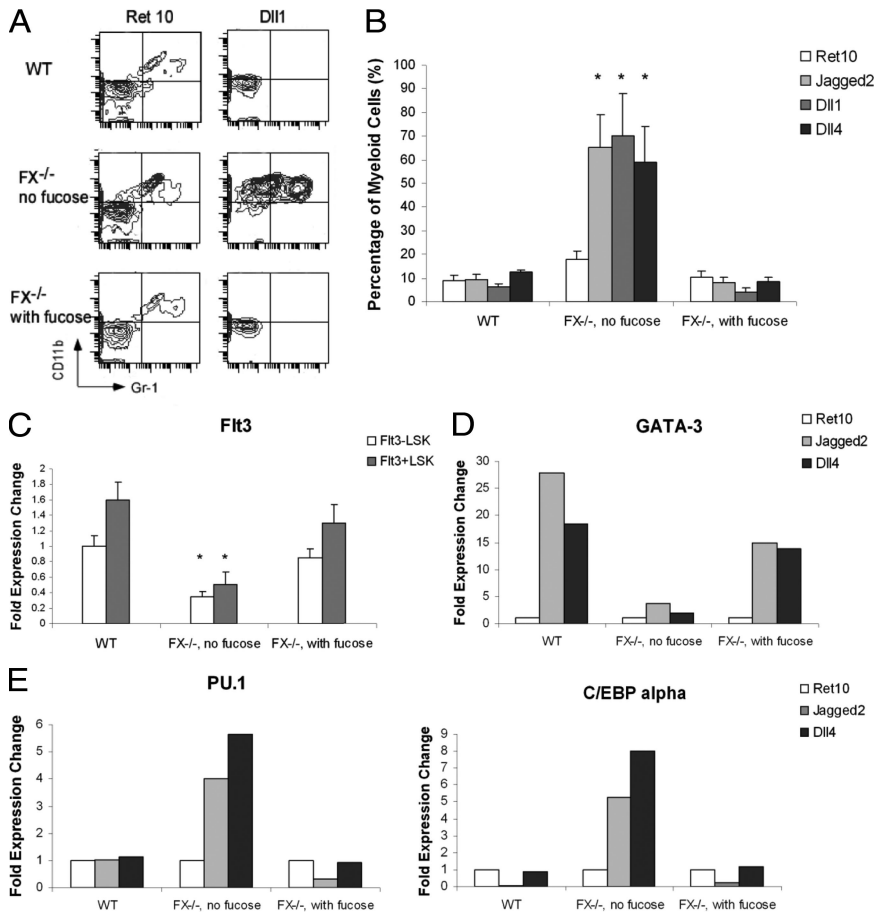 A
Ret 10
Dll1
WT
FX-/-
no fucose
FX-/-
with fucose
CD11b
Gr-1
B
Percentage of Myeloid Cells (%)
100
90
80
70
60
50
40
30
20
10
0
* * *
WT
FX-/-, no fucose
FX-/-, with fucose
Ret10
Jagged2
Dll1
Dll4
C
Flt3
Flt3-LSK
Flt3+LSK
Fold Expression Change
2
1.8
1.6
1.4
1.2
1
0.8
0.6
0.4
0.2
0
* *
WT
FX-/-, no fucose
FX-/-, with fucose
D
GATA-3
Ret10
Jagged2
Dll4
Fold Expression Change
30
25
20
15
10
5
0
WT
FX-/-, no fucose
FX-/-, with fucose
E
PU.1
Fold Expression Change
6
5
4
3
2
1
0
WT
FX-/-, no fucose
FX-/-, with fucose
C/EBP alpha
Ret10
Jagged2
Dll4
Fold Expression Change
9
8
7
6
5
4
3
2
1
0
WT
FX-/-, no fucose
FX-/-, with fucose